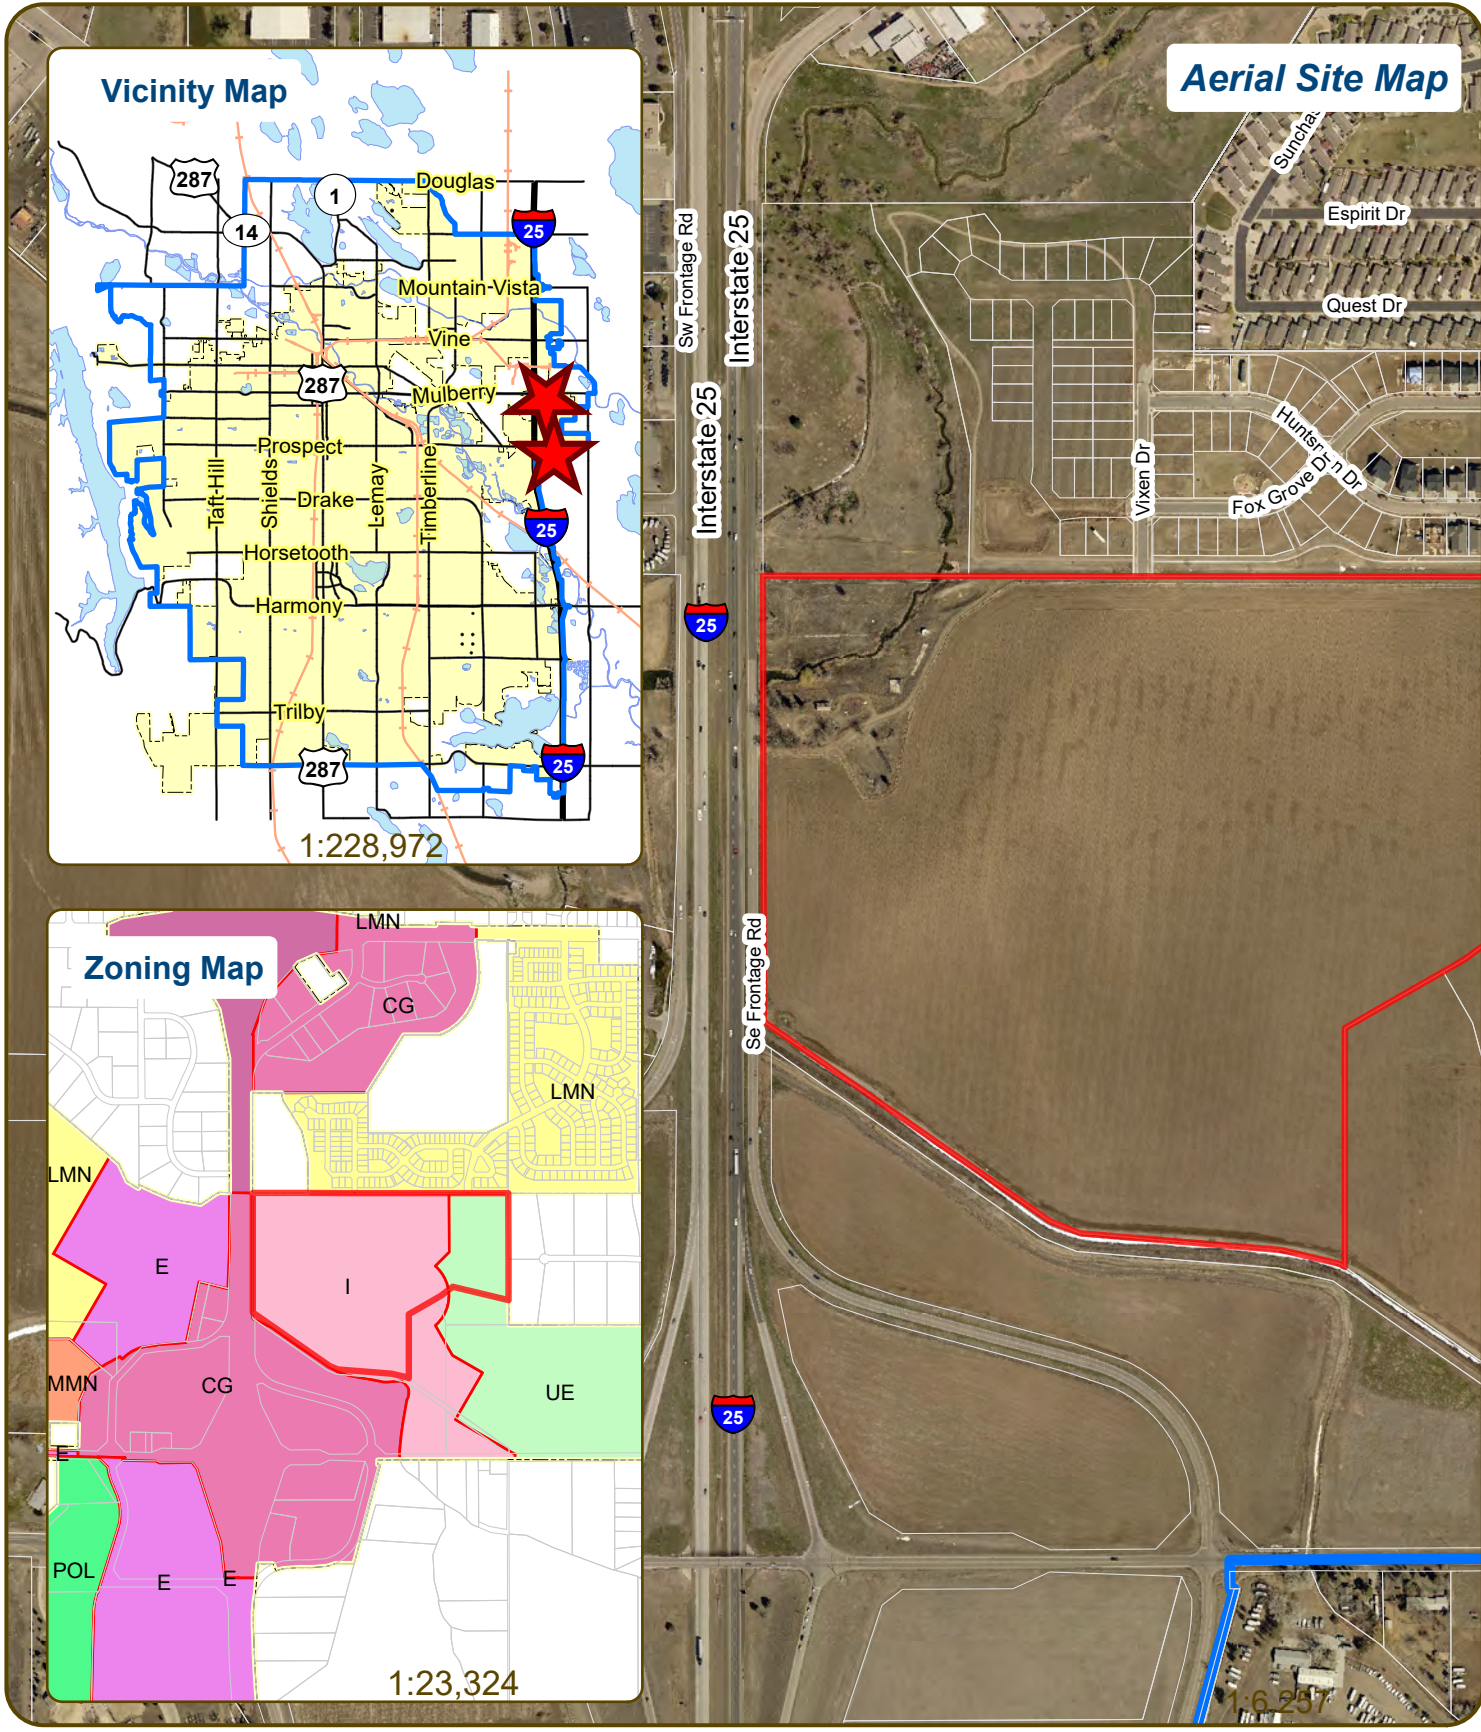 Vicinity Map
287
1
14
Douglas
25
Mountain-Vista
Vine
287
Mulberry
Prospect
Taft-Hill
Shields
Drake
Lemay
Timberline
25
Horsetooth
Harmony
Trilby
287
25
1:228,972
Zoning Map
LMN
CG
LMN
LMN
E
I
MMN
CG
UE
E
POL
E
E
1:23,324
Aerial Site Map
Espirit Dr
Quest Dr
Sw Frontage Rd
Interstate 25
Interstate 25
Vixen Dr
Fox Grove D
25
Se Frontage Rd
25
1:6,257